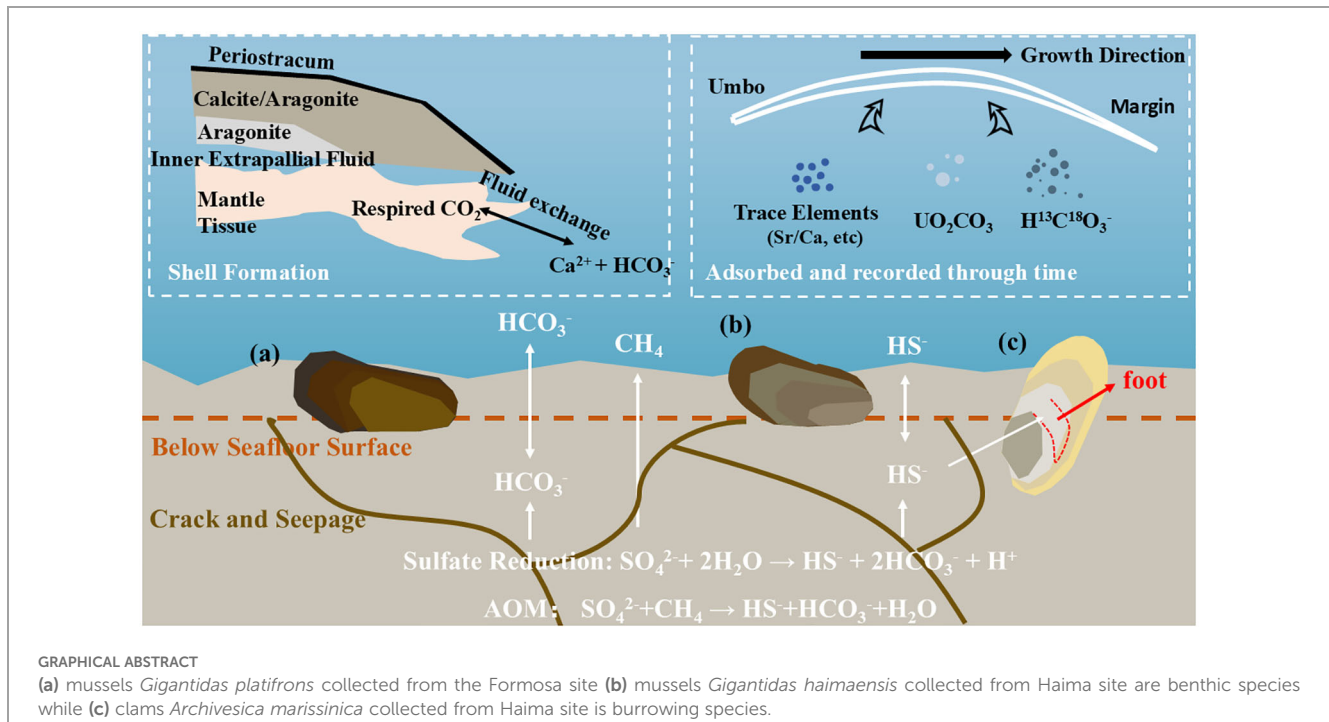 Periostracum
Calcite/Aragonite
Aragonite
Inner Extrapallial Fluid
Mantle
Tissue
Respired CO₂
Fluid exchange
Ca²⁺ + HCO₃⁻
Shell Formation
Growth Direction
Umbo
Margin
Trace Elements
(Sr/Ca, etc)
UO₂CO₃
H¹³C¹⁸O₃⁻
Adsorbed and recorded through time
(a)
HCO₃⁻
CH₄
(b)
HS⁻
(c)
foot
Below Seafloor Surface
HCO₃⁻
HS⁻
Crack and Seepage
Sulfate Reduction: SO₄²⁻+ 2H₂O → HS⁻ + 2HCO₃⁻ + H⁺
AOM： SO₄²⁻+CH₄ → HS⁻+HCO₃⁻+H₂O
GRAPHICAL ABSTRACT
(a) mussels Gigantidas platifrons collected from the Formosa site (b) mussels Gigantidas haimaensis collected from Haima site are benthic species
while (c) clams Archivesica marissinica collected from Haima site is burrowing species.